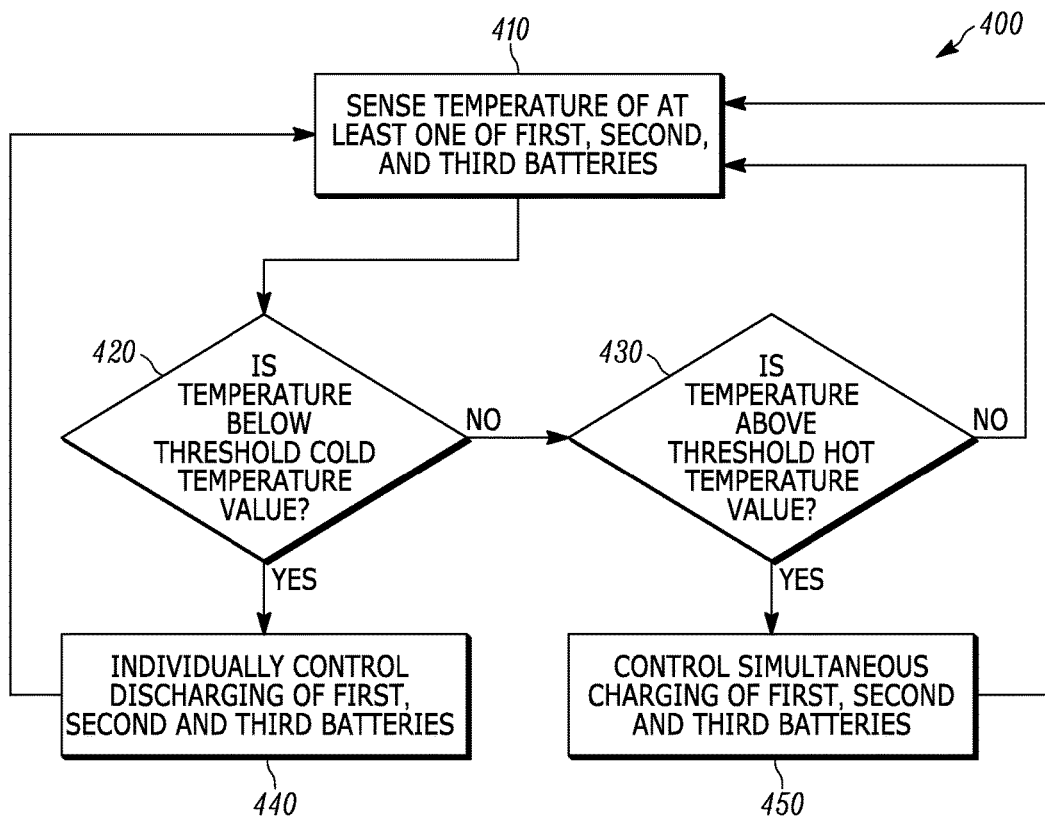 410
400
SENSE TEMPERATURE OF AT
LEAST ONE OF FIRST, SECOND,
AND THIRD BATTERIES
420
IS
TEMPERATURE
BELOW
THRESHOLD COLD
TEMPERATURE
VALUE?
NO
430
IS
TEMPERATURE
ABOVE
THRESHOLD HOT
TEMPERATURE
VALUE?
NO
YES
YES
INDIVIDUALLY CONTROL
DISCHARGING OF FIRST,
SECOND AND THIRD BATTERIES
440
CONTROL SIMULTANEOUS
CHARGING OF FIRST, SECOND
AND THIRD BATTERIES
450